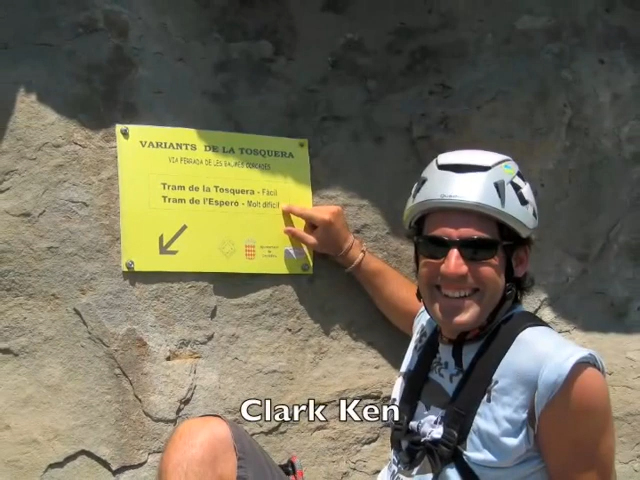 VARIANTS DE LA TOSQUERA
VIA FERRADA DE LES BAUMES CORCADES
Tram de la Tosquera - Fàcil
Tram de l'Esperó - Molt difícil
Clark Ken